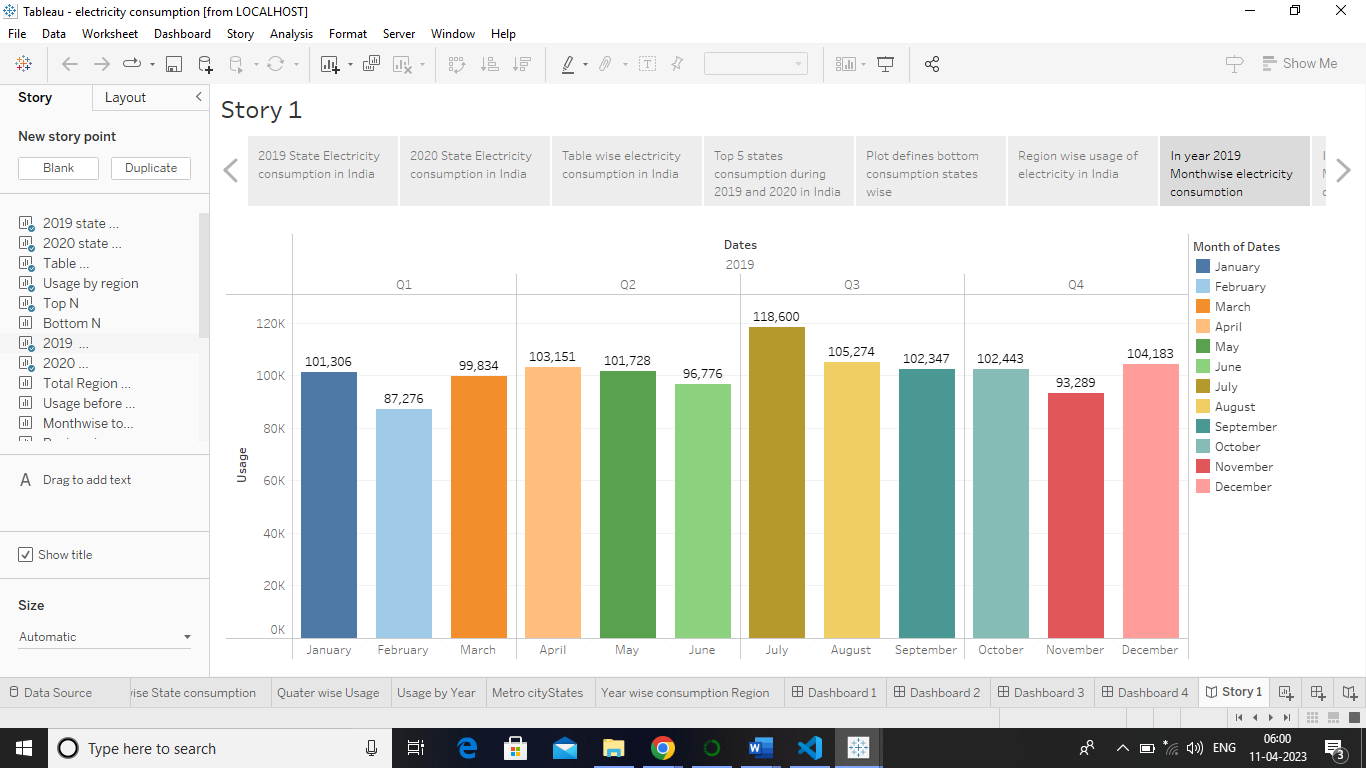 Tableau - electricity consumption [from LOCALHOST]
File Data Worksheet Dashboard Story Analysis Format Server Window Help
Show Me
Story Layout
New story point
Blank Duplicate
2019 state ...
2020 state ...
Table ...
Usage by region
Top N
Bottom N
2019 ...
2020 ...
Total Region ...
Usage before ...
Monthwise to...
A Drag to add text
Show title
Size
Automatic
Story 1
2019 State Electricity
consumption in India
2020 State Electricity
consumption in India
Table wise electricity
consumption in India
Top 5 states
consumption during
2019 and 2020 in India
Plot defines bottom
consumption states
wise
Region wise usage of
electricity in India
In year 2019
Monthwise electricity
consumption
Dates
2019
Q1 Q2 Q3 Q4
Usage
120K
100K
80K
60K
40K
20K
0K
101,306
87,276
99,834
103,151
101,728
96,776
118,600
105,274
102,347
102,443
93,289
104,183
January February March April May June July August September October November December
Month of Dates
January
February
March
April
May
June
July
August
September
October
November
December
Data Source
State consumption
Quater wise Usage
Usage by Year
Metro cityStates
Year wise consumption Region
Dashboard 1
Dashboard 2
Dashboard 3
Dashboard 4
Story 1
Type here to search
ENG
06:00
11-04-2023
3